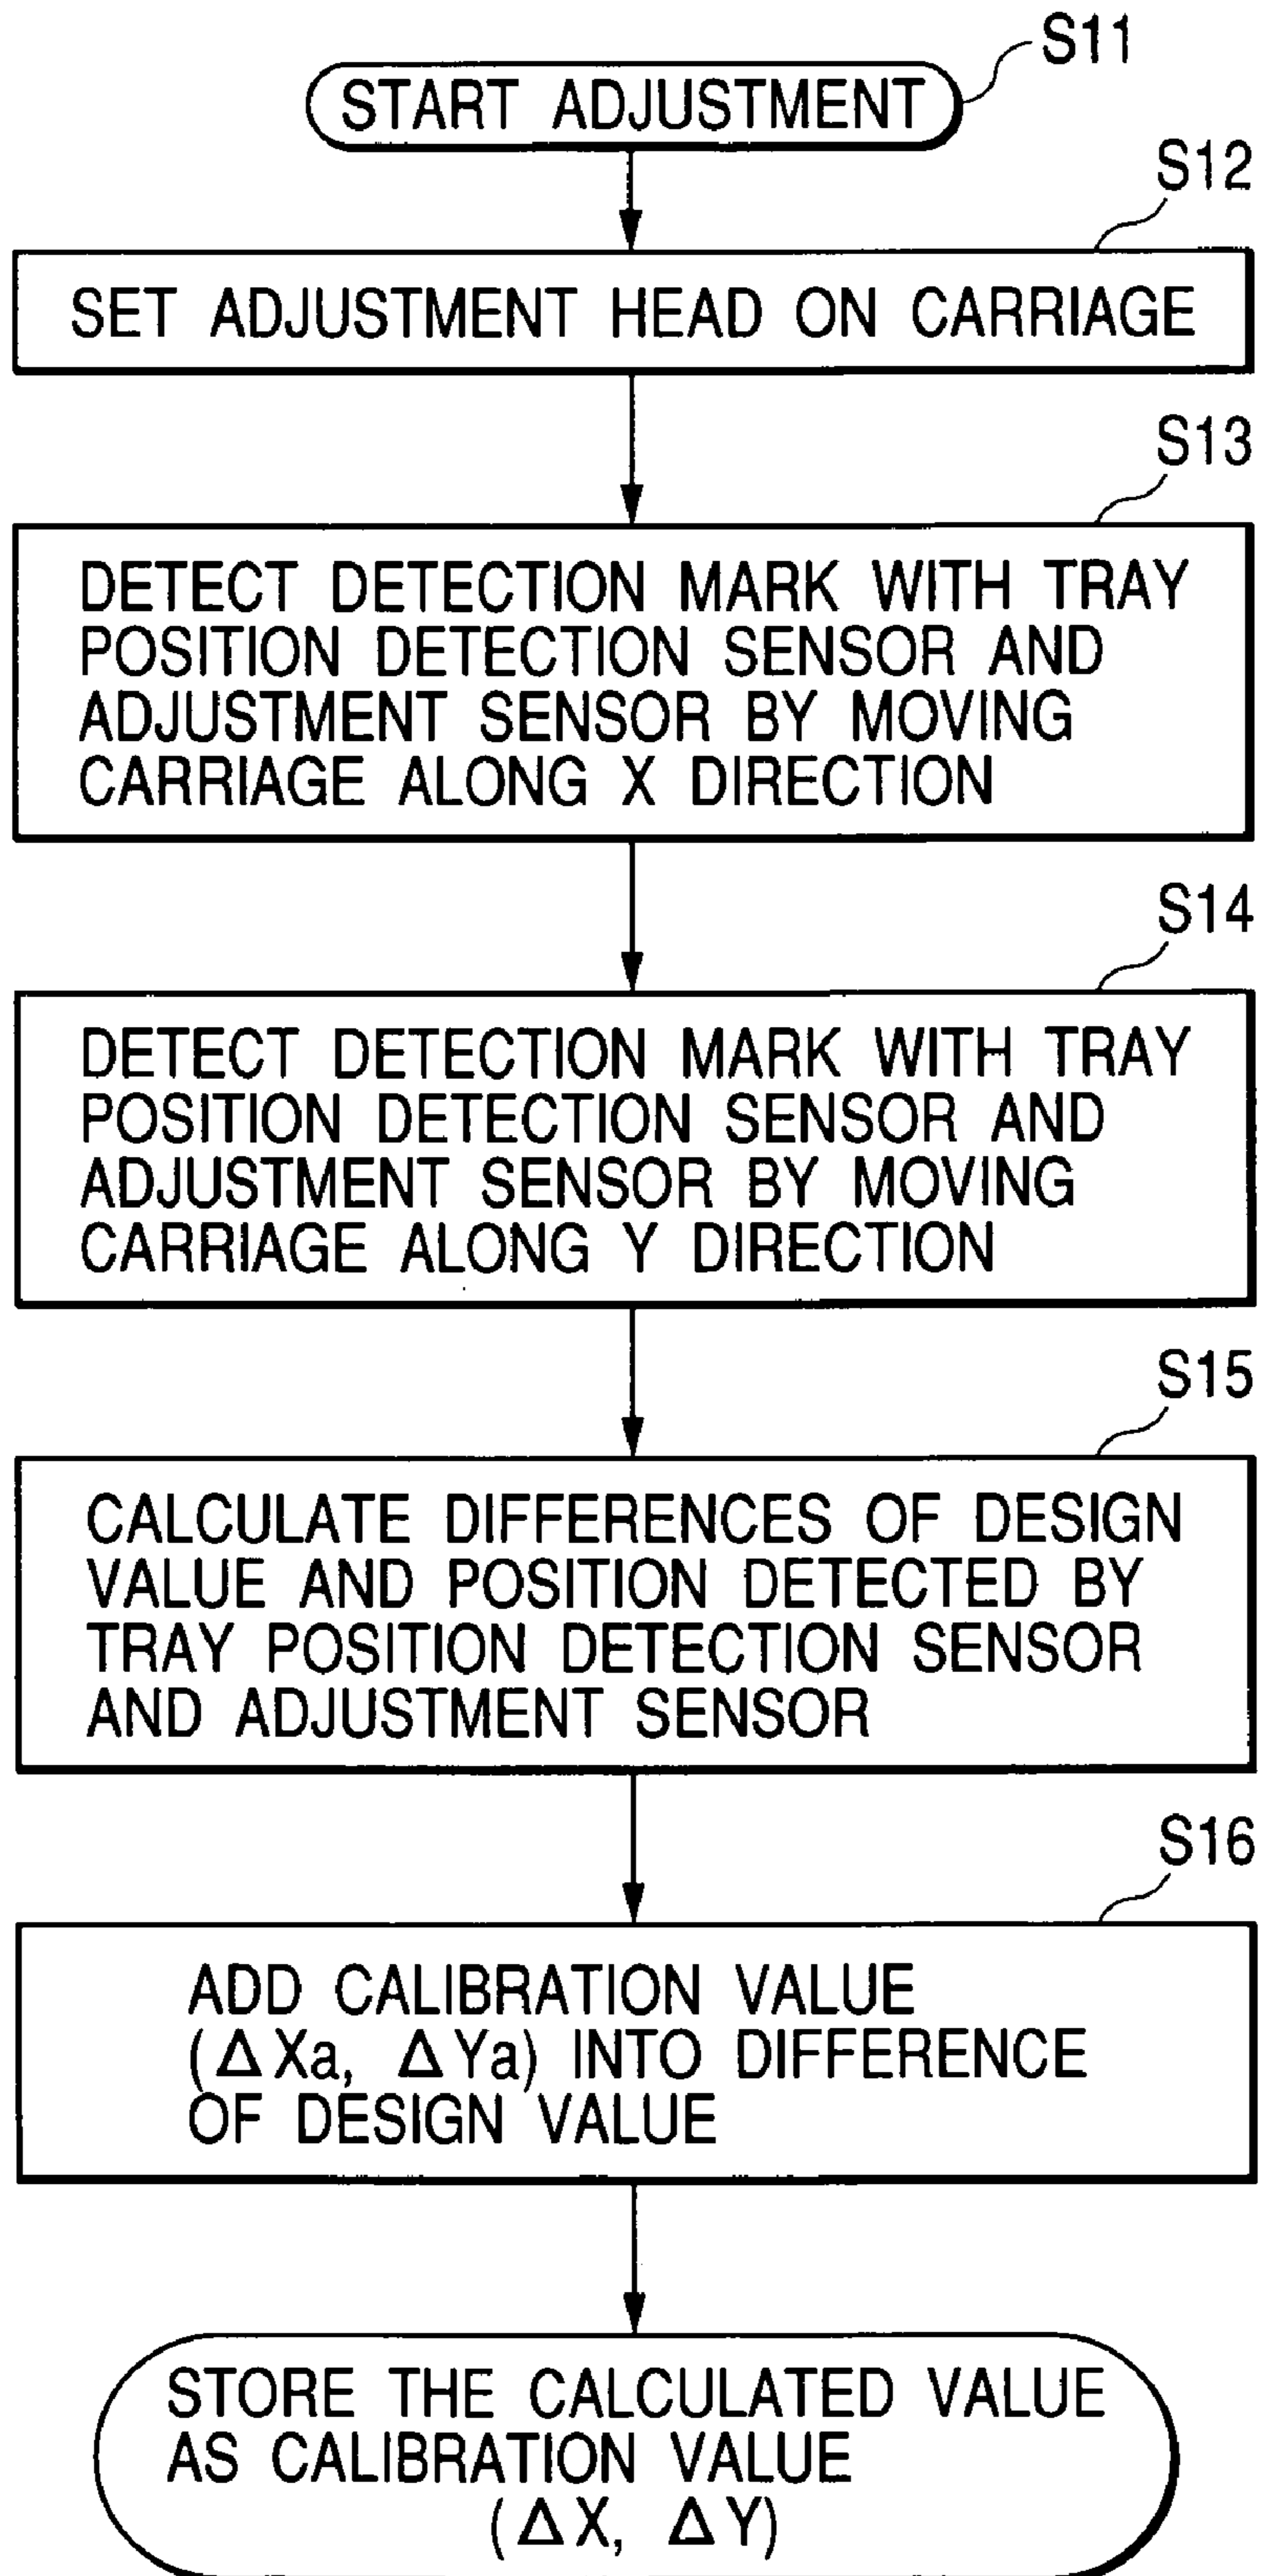 S11
START ADJUSTMENT
S12
SET ADJUSTMENT HEAD ON CARRIAGE
S13
DETECT DETECTION MARK WITH TRAY
POSITION DETECTION SENSOR AND
ADJUSTMENT SENSOR BY MOVING
CARRIAGE ALONG X DIRECTION
S14
DETECT DETECTION MARK WITH TRAY
POSITION DETECTION SENSOR AND
ADJUSTMENT SENSOR BY MOVING
CARRIAGE ALONG Y DIRECTION
S15
CALCULATE DIFFERENCES OF DESIGN
VALUE AND POSITION DETECTED BY
TRAY POSITION DETECTION SENSOR
AND ADJUSTMENT SENSOR
S16
ADD CALIBRATION VALUE
(ΔXa, ΔYa) INTO DIFFERENCE
OF DESIGN VALUE
STORE THE CALCULATED VALUE
AS CALIBRATION VALUE
(ΔX, ΔY)